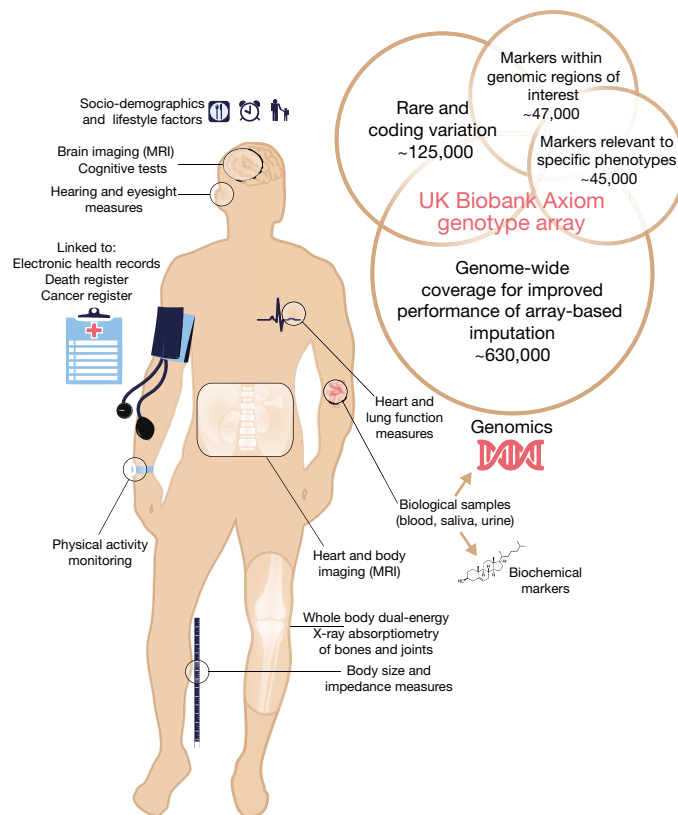 Socio-demographics
and lifestyle factors
Brain imaging (MRI)
Cognitive tests
Hearing and eyesight
measures
Linked to:
Electronic health records
Death register
Cancer register
Physical activity
monitoring
Rare and
coding variation
~125,000
Markers within
genomic regions of
interest
~47,000
Markers relevant to
specific phenotypes
~45,000
UK Biobank Axiom
genotype array
Genome-wide
coverage for improved
performance of array-based
imputation
~630,000
Heart and
lung function
measures
Genomics
Biological samples
(blood, saliva, urine)
Heart and body
imaging (MRI)
HO
H
H
H
H
Biochemical
markers
Whole body dual-energy
X-ray absorptiometry
of bones and joints
Body size and
impedance measures